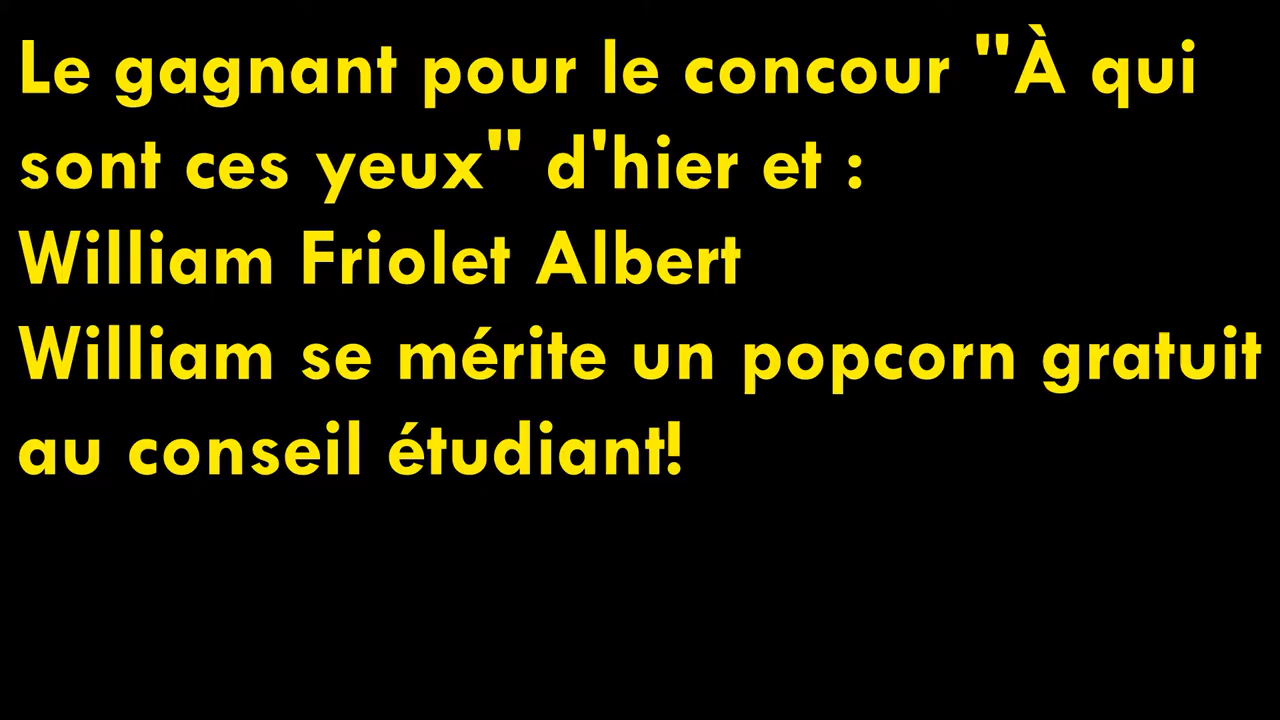 Le gagnant pour le concour "À qui
sont ces yeux" d'hier et :
William Friolet Albert
William se mérite un popcorn gratuit
au conseil étudiant!